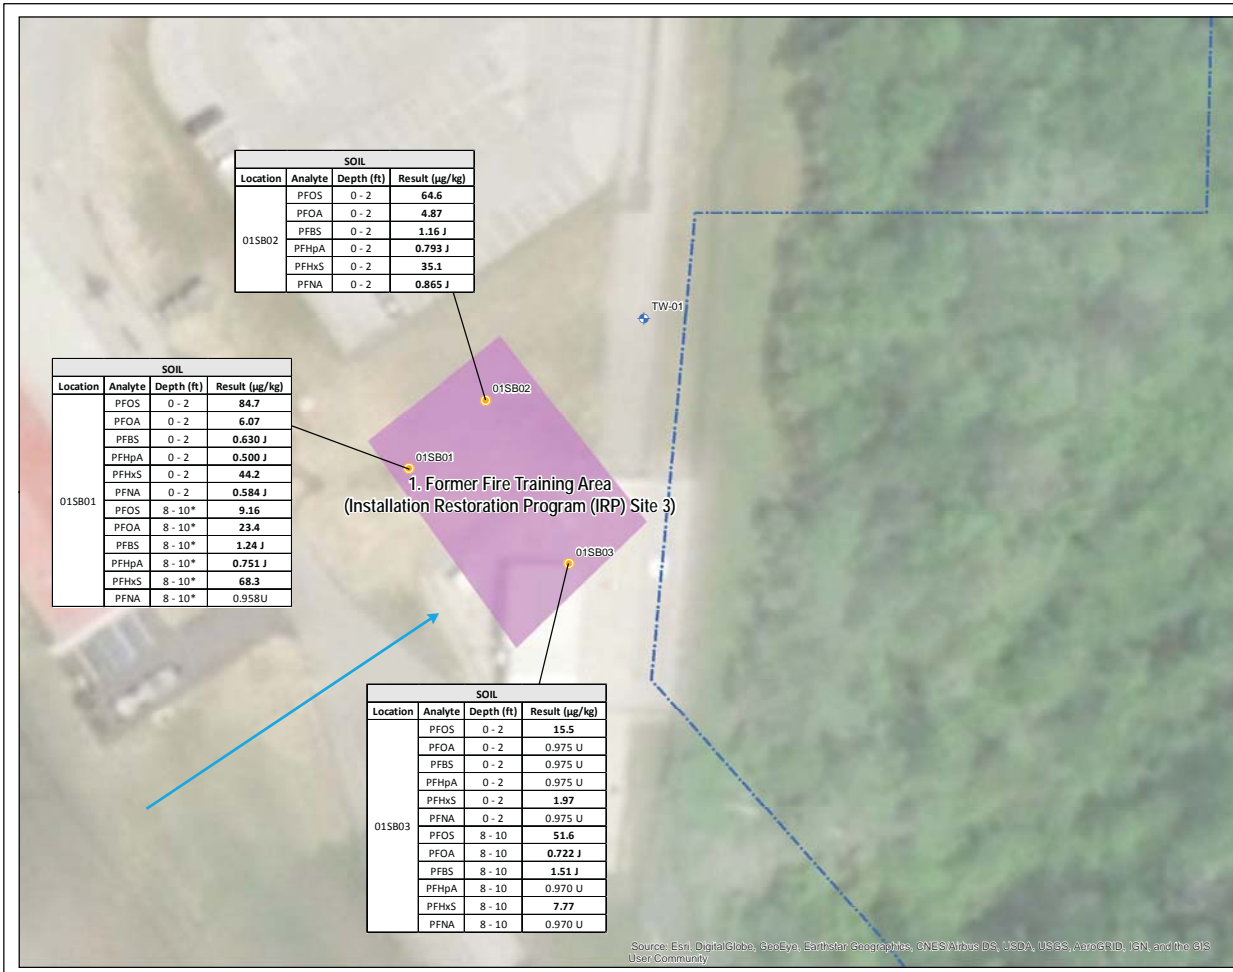 SOIL
Location Analyte Depth (ft) Result (µg/kg)
01SB02
PFOS 0 - 2 64.6
PFOA 0 - 2 4.87
PFBS 0 - 2 1.16 J
PFHpA 0 - 2 0.793 J
PFHxS 0 - 2 35.1
PFNA 0 - 2 0.865 J
TW-01
SOIL
Location Analyte Depth (ft) Result (µg/kg)
01SB01
PFOS 0 - 2 84.7
PFOA 0 - 2 6.07
PFBS 0 - 2 0.630 J
PFHpA 0 - 2 0.500 J
PFHxS 0 - 2 44.2
PFNA 0 - 2 0.584 J
PFOS 8 - 10* 9.16
PFOA 8 - 10* 23.4
PFBS 8 - 10* 1.24 J
PFHpA 8 - 10* 0.751 J
PFHxS 8 - 10* 68.3
PFNA 8 - 10* 0.958U
01SB02
01SB01
1. Former Fire Training Area
(Installation Restoration Program (IRP) Site 3)
01SB03
SOIL
Location Analyte Depth (ft) Result (µg/kg)
01SB03
PFOS 0 - 2 15.5
PFOA 0 - 2 0.975 U
PFBS 0 - 2 0.975 U
PFHpA 0 - 2 0.975 U
PFHxS 0 - 2 1.97
PFNA 0 - 2 0.975 U
PFOS 8 - 10 51.6
PFOA 8 - 10 0.722 J
PFBS 8 - 10 1.51 J
PFHpA 8 - 10 0.970 U
PFHxS 8 - 10 7.77
PFNA 8 - 10 0.970 U
Source: Esri, DigitalGlobe, GeoEye, Earthstar Geographics, CNES/Airbus DS, USDA, USGS, AeroGRID, IGN, and the GIS
User Community